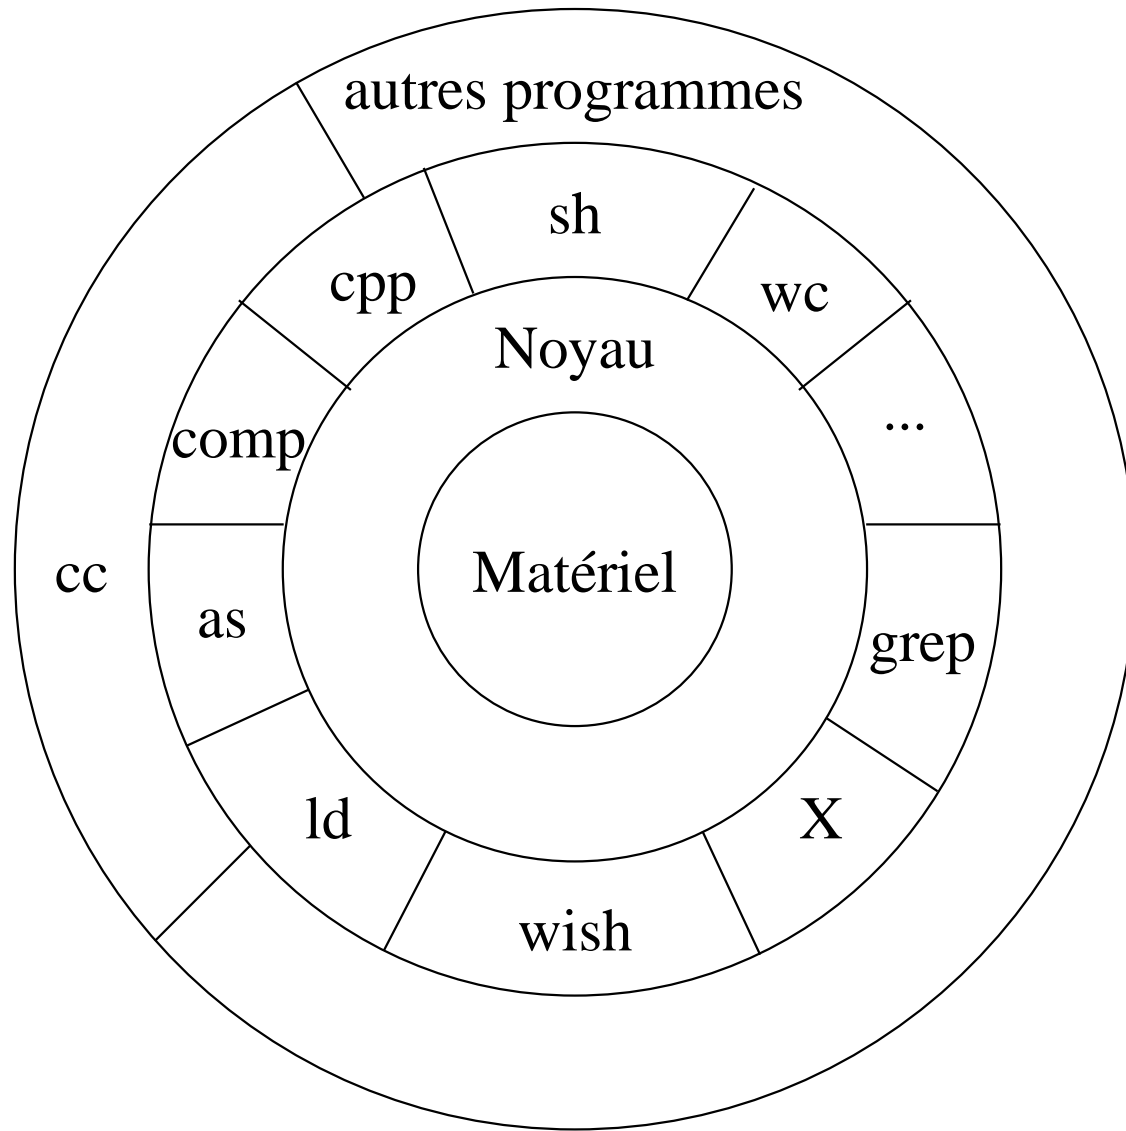 autres programmes
sh
cpp
wc
Noyau
...
comp
Matériel
cc
as
grep
ld
X
wish